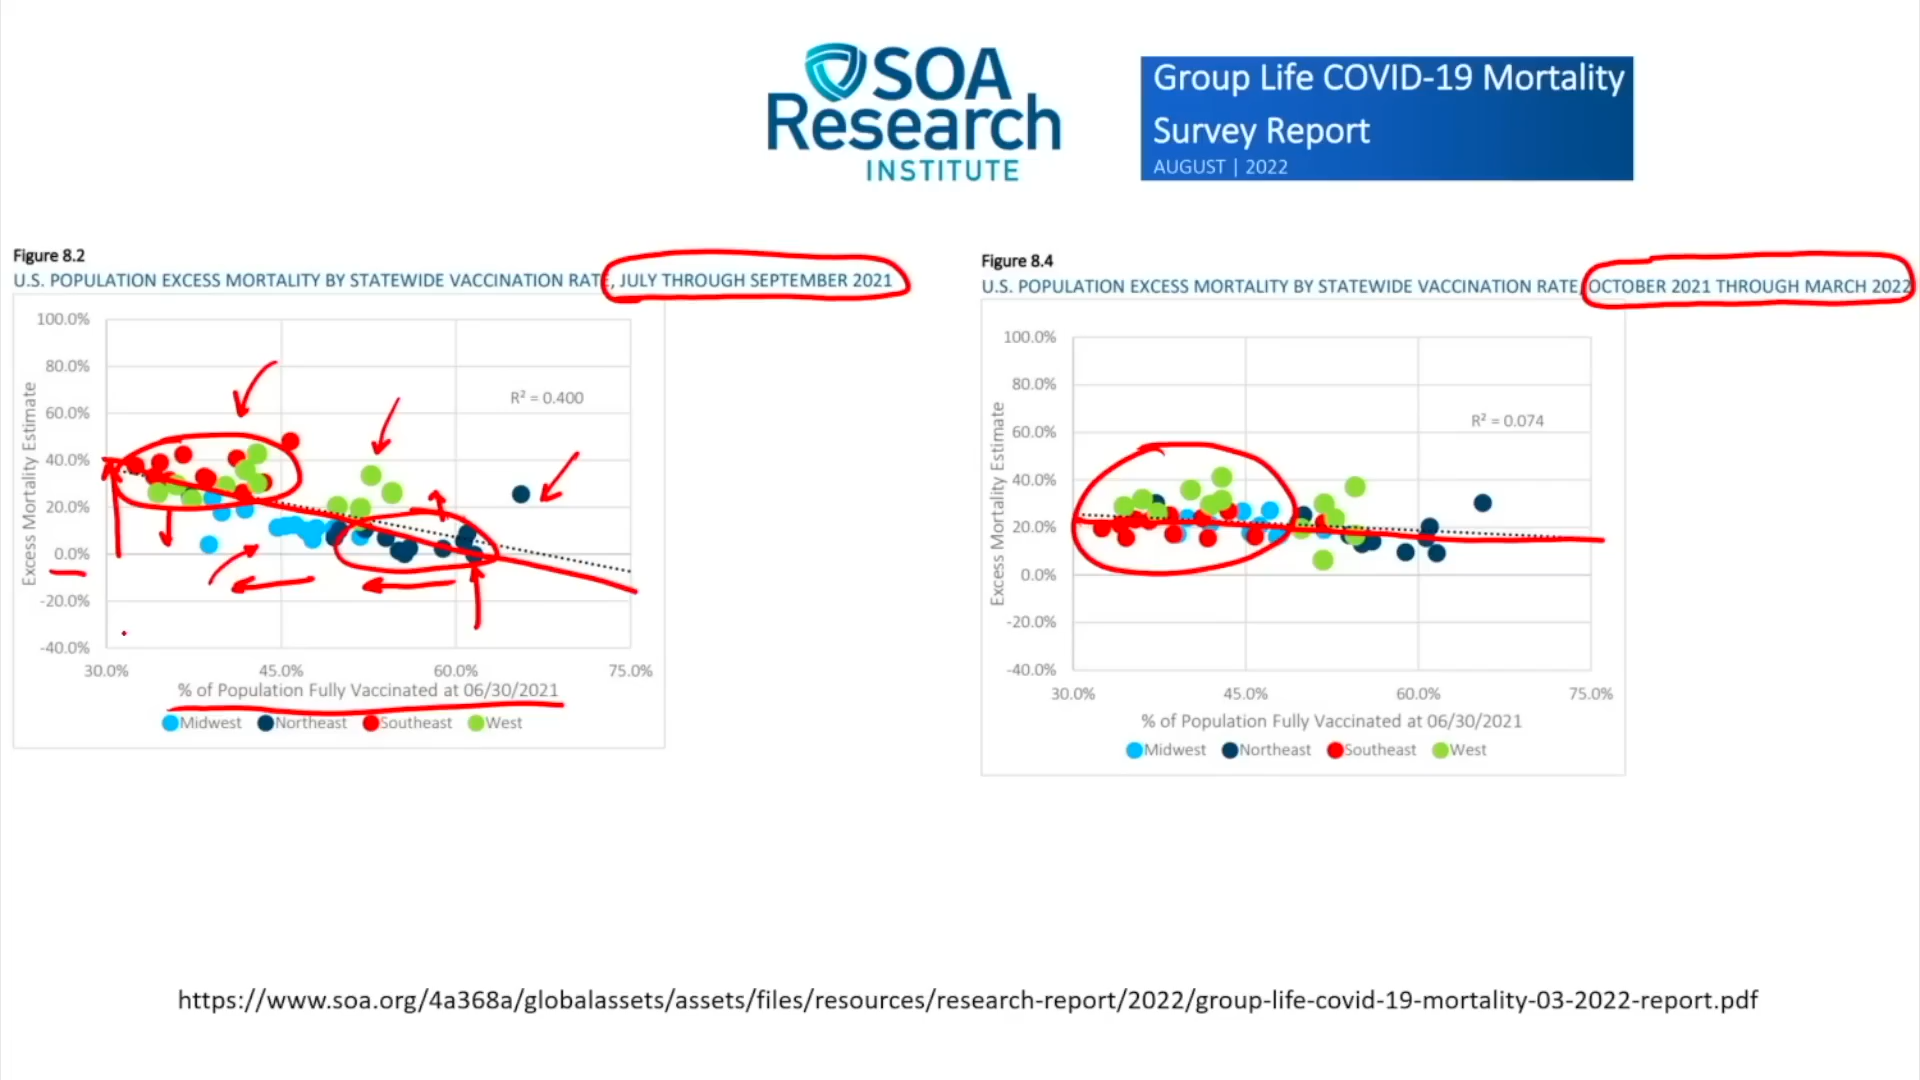 SOA
Research
INSTITUTE
Group Life COVID-19 Mortality
Survey Report
AUGUST | 2022
Figure 8.2
U.S. POPULATION EXCESS MORTALITY BY STATEWIDE VACCINATION RATE, JULY THROUGH SEPTEMBER 2021
100.0%
80.0%
60.0%
40.0%
20.0%
0.0%
-20.0%
-40.0%
Excess Mortality Estimate
R² = 0.400
30.0% 45.0% 60.0% 75.0%
% of Population Fully Vaccinated at 06/30/2021
Midwest Northeast Southeast West
Figure 8.4
U.S. POPULATION EXCESS MORTALITY BY STATEWIDE VACCINATION RATE, OCTOBER 2021 THROUGH MARCH 2022
100.0%
80.0%
60.0%
40.0%
20.0%
0.0%
-20.0%
-40.0%
Excess Mortality Estimate
R² = 0.074
30.0% 45.0% 60.0% 75.0%
% of Population Fully Vaccinated at 06/30/2021
Midwest Northeast Southeast West
https://www.soa.org/4a368a/globalassets/assets/files/resources/research-report/2022/group-life-covid-19-mortality-03-2022-report.pdf